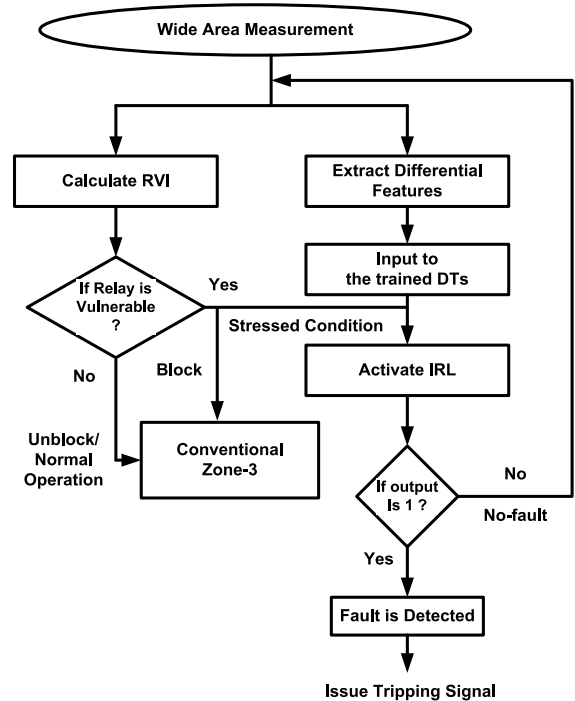 Wide Area Measurement
Calculate RVI
Extract Differential
Features
Input to
the trained DTs
If Relay is
Vulnerable
?
Yes
Stressed Condition
No
Block
Activate IRL
Unblock/
Normal
Operation
Conventional
Zone-3
If output
Is 1 ?
No
No-fault
Yes
Fault is Detected
Issue Tripping Signal